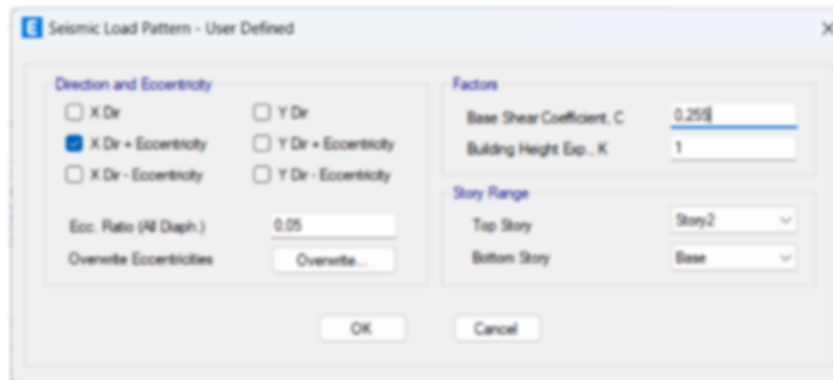 E Seismic Load Pattern - User Defined
Direction and Eccentricity
X Dir
Y Dir
X Dir + Eccentricity
Y Dir + Eccentricity
X Dir - Eccentricity
Y Dir - Eccentricity
Ecc. Ratio (All Diaph.)
0,05
Overwrite Eccentricities
Overwrite...
Factors
Base Shear Coefficient, C
0,255
Building Height Exp., K
1
Story Range
Top Story
Story2
Bottom Story
Base
OK
Cancel